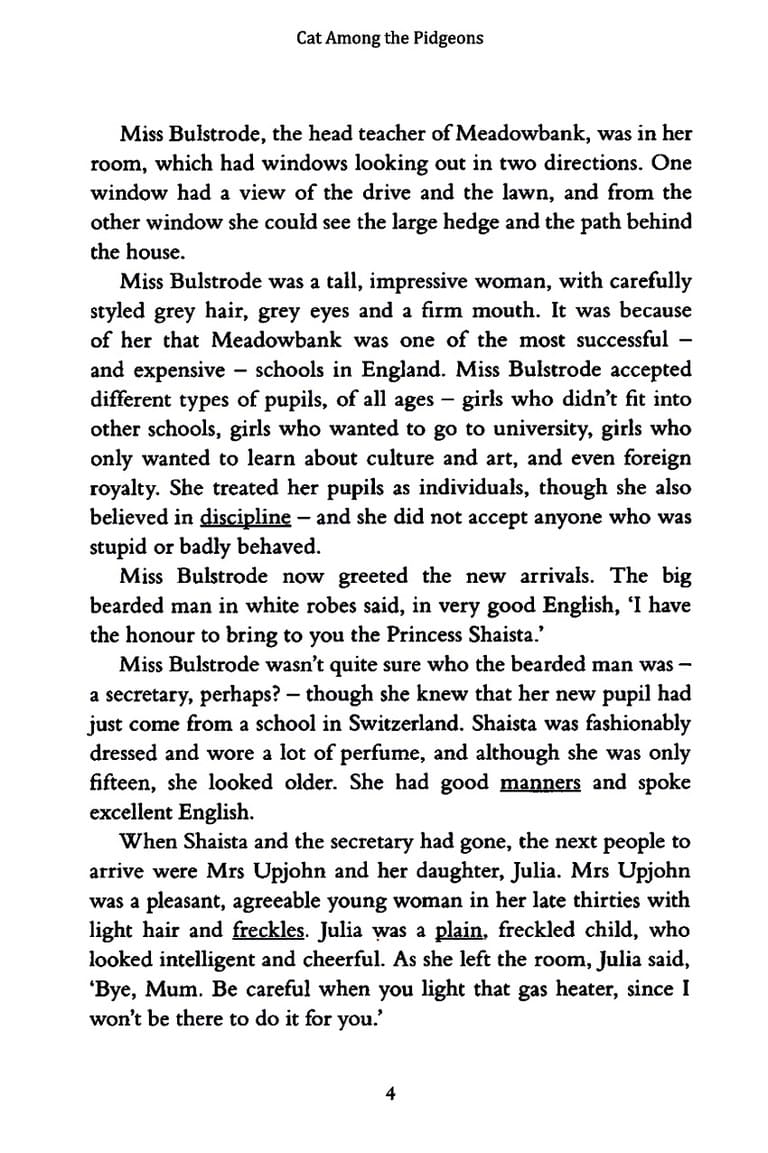 Cat Among the Pidgeons
Miss Bulstrode, the head teacher of Meadowbank, was in her
room, which had windows looking out in two directions. One
window had a view of the drive and the lawn, and from the
other window she could see the large hedge and the path behind
the house.
Miss Bulstrode was a tall, impressive woman, with carefully
styled grey hair, grey eyes and a firm mouth. It was because
of her that Meadowbank was one of the most successful –
and expensive – schools in England. Miss Bulstrode accepted
different types of pupils, of all ages – girls who didn't fit into
other schools, girls who wanted to go to university, girls who
only wanted to learn about culture and art, and even foreign
royalty. She treated her pupils as individuals, though she also
believed in discipline – and she did not accept anyone who was
stupid or badly behaved.
Miss Bulstrode now greeted the new arrivals. The big
bearded man in white robes said, in very good English, ‘I have
the honour to bring to you the Princess Shaista.’
Miss Bulstrode wasn't quite sure who the bearded man was –
a secretary, perhaps? – though she knew that her new pupil had
just come from a school in Switzerland. Shaista was fashionably
dressed and wore a lot of perfume, and although she was only
fifteen, she looked older. She had good manners and spoke
excellent English.
When Shaista and the secretary had gone, the next people to
arrive were Mrs Upjohn and her daughter, Julia. Mrs Upjohn
was a pleasant, agreeable young woman in her late thirties with
light hair and freckles. Julia was a plain, freckled child, who
looked intelligent and cheerful. As she left the room, Julia said,
‘Bye, Mum. Be careful when you light that gas heater, since I
won't be there to do it for you.’
4